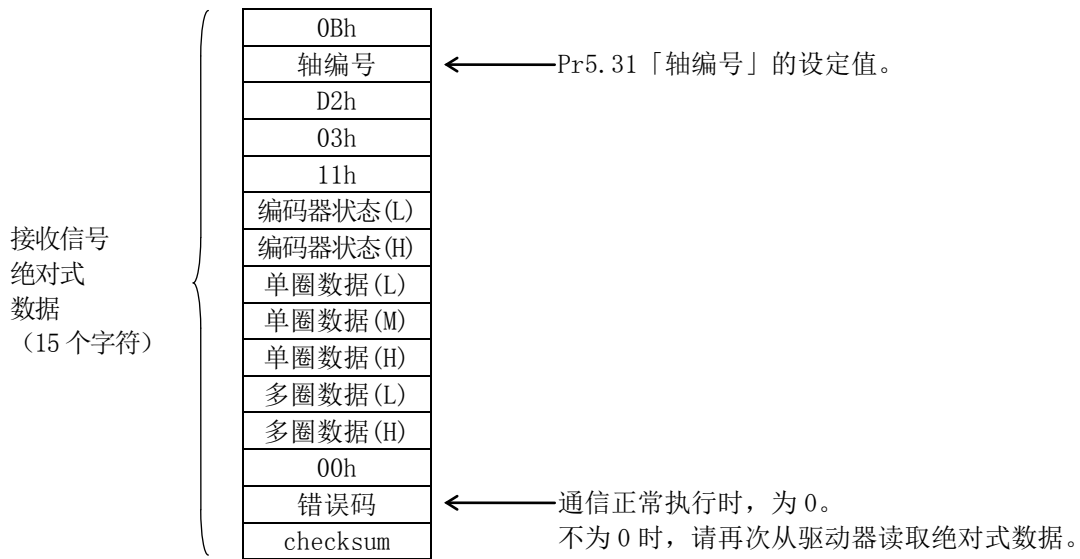 0Bh
轴编号
Pr5.31「轴编号」的设定值。
D2h
03h
11h
编码器状态(L)
编码器状态(H)
单圈数据(L)
单圈数据(M)
单圈数据(H)
多圈数据(L)
多圈数据(H)
00h
错误码
通信正常执行时，为 0。
不为 0 时，请再次从驱动器读取绝对式数据。
checksum
接收信号
绝对式
数据
（15 个字符）